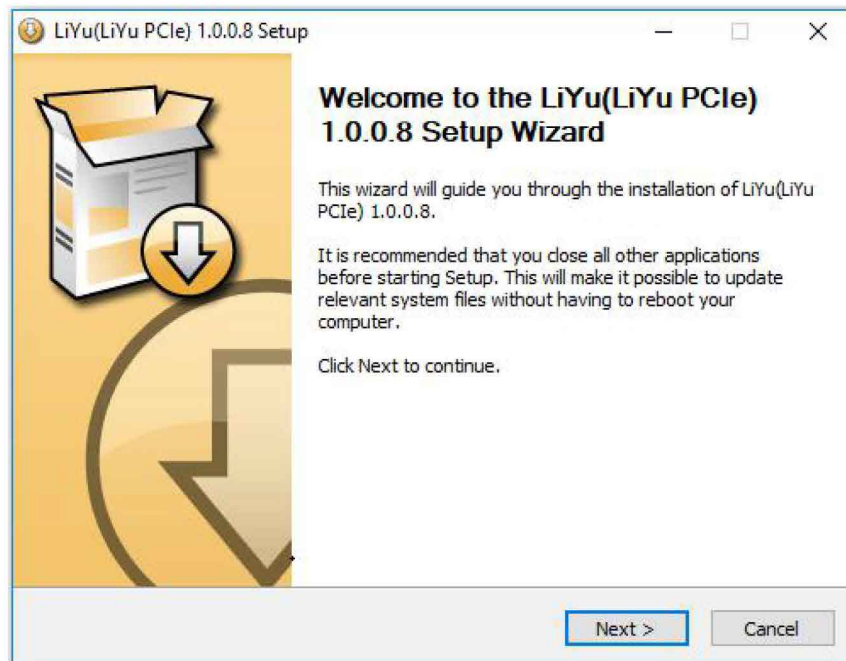 LiYu(LiYu PCIe) 1.0.0.8 Setup
Welcome to the LiYu(LiYu PCIe)
1.0.0.8 Setup Wizard
This wizard will guide you through the installation of LiYu(LiYu
PCIe) 1.0.0.8.
It is recommended that you close all other applications
before starting Setup. This will make it possible to update
relevant system files without having to reboot your
computer.
Click Next to continue.
Next >
Cancel